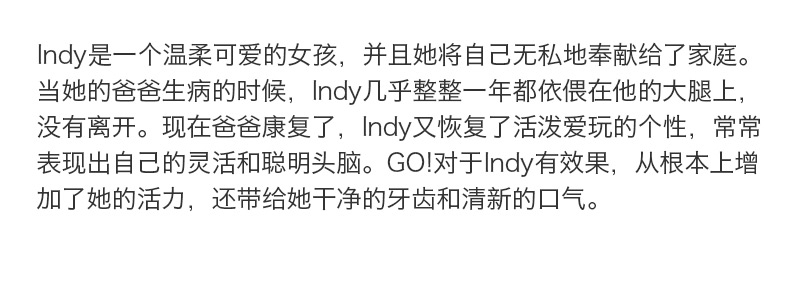 Indy是一个温柔可爱的女孩，并且她将自己无私地奉献给了家庭。
当她的爸爸生病的时候，Indy几乎整整一年都依偎在他的大腿上，
没有离开。现在爸爸康复了，Indy又恢复了活泼爱玩的个性，常常
表现出自己的灵活和聪明头脑。GO!对于Indy有效果，从根本上增
加了她的活力，还带给她干净的牙齿和清新的口气。